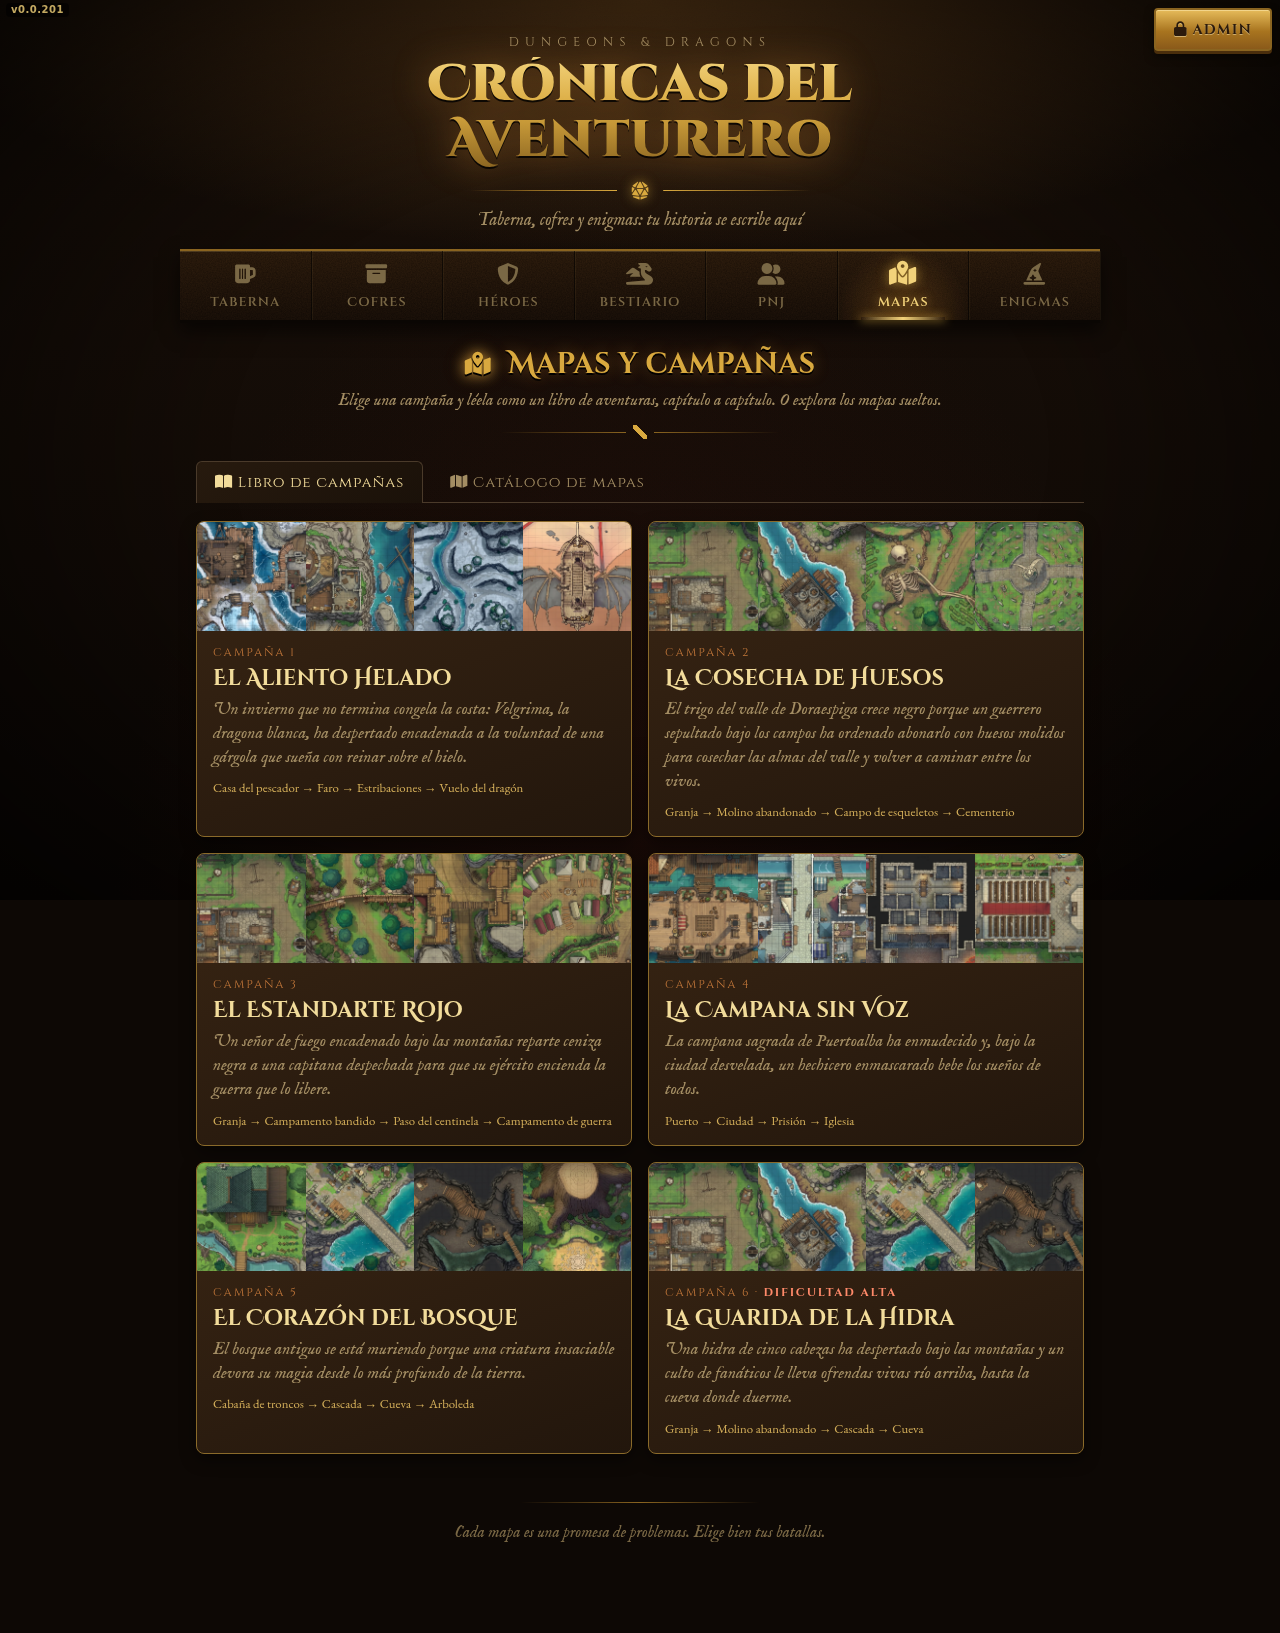 v0.0.201
ADMIN
DUNGEONS & DRAGONS
Crónicas del
Aventurero
Taberna, cofres y enigmas: tu historia se escribe aquí
TABERNA
COFRES
HÉROES
BESTIARIO
PNJ
MAPAS
ENIGMAS
Mapas y campañas
Elige una campaña y léela como un libro de aventuras, capítulo a capítulo. O explora los mapas sueltos.
Libro de campañas
Catálogo de mapas
CAMPAÑA 1
El Aliento Helado
Un invierno que no termina congela la costa: Velgrima, la
dragona blanca, ha despertado encadenada a la voluntad de una
gárgola que sueña con reinar sobre el hielo.
Casa del pescador → Faro → Estribaciones → Vuelo del dragón
CAMPAÑA 2
La Cosecha de Huesos
El trigo del valle de Doraespiga crece negro porque un guerrero
sepultado bajo los campos ha ordenado abonarlo con huesos molidos
para cosechar las almas del valle y volver a caminar entre los
vivos.
Granja → Molino abandonado → Campo de esqueletos → Cementerio
CAMPAÑA 3
El Estandarte Rojo
Un señor de fuego encadenado bajo las montañas reparte ceniza
negra a una capitana despechada para que su ejército encienda la
guerra que lo libere.
Granja → Campamento bandido → Paso del centinela → Campamento de guerra
CAMPAÑA 4
La Campana sin Voz
La campana sagrada de Puertoalba ha enmudecido y, bajo la
ciudad desvelada, un hechicero enmascarado bebe los sueños de
todos.
Puerto → Ciudad → Prisión → Iglesia
CAMPAÑA 5
El Corazón del Bosque
El bosque antiguo se está muriendo porque una criatura insaciable
devora su magia desde lo más profundo de la tierra.
Cabaña de troncos → Cascada → Cueva → Arboleda
CAMPAÑA 6 · DIFICULTAD ALTA
La Guarida de la Hidra
Una hidra de cinco cabezas ha despertado bajo las montañas y un
culto de fanáticos le lleva ofrendas vivas río arriba, hasta la
cueva donde duerme.
Granja → Molino abandonado → Cascada → Cueva
Cada mapa es una promesa de problemas. Elige bien tus batallas.